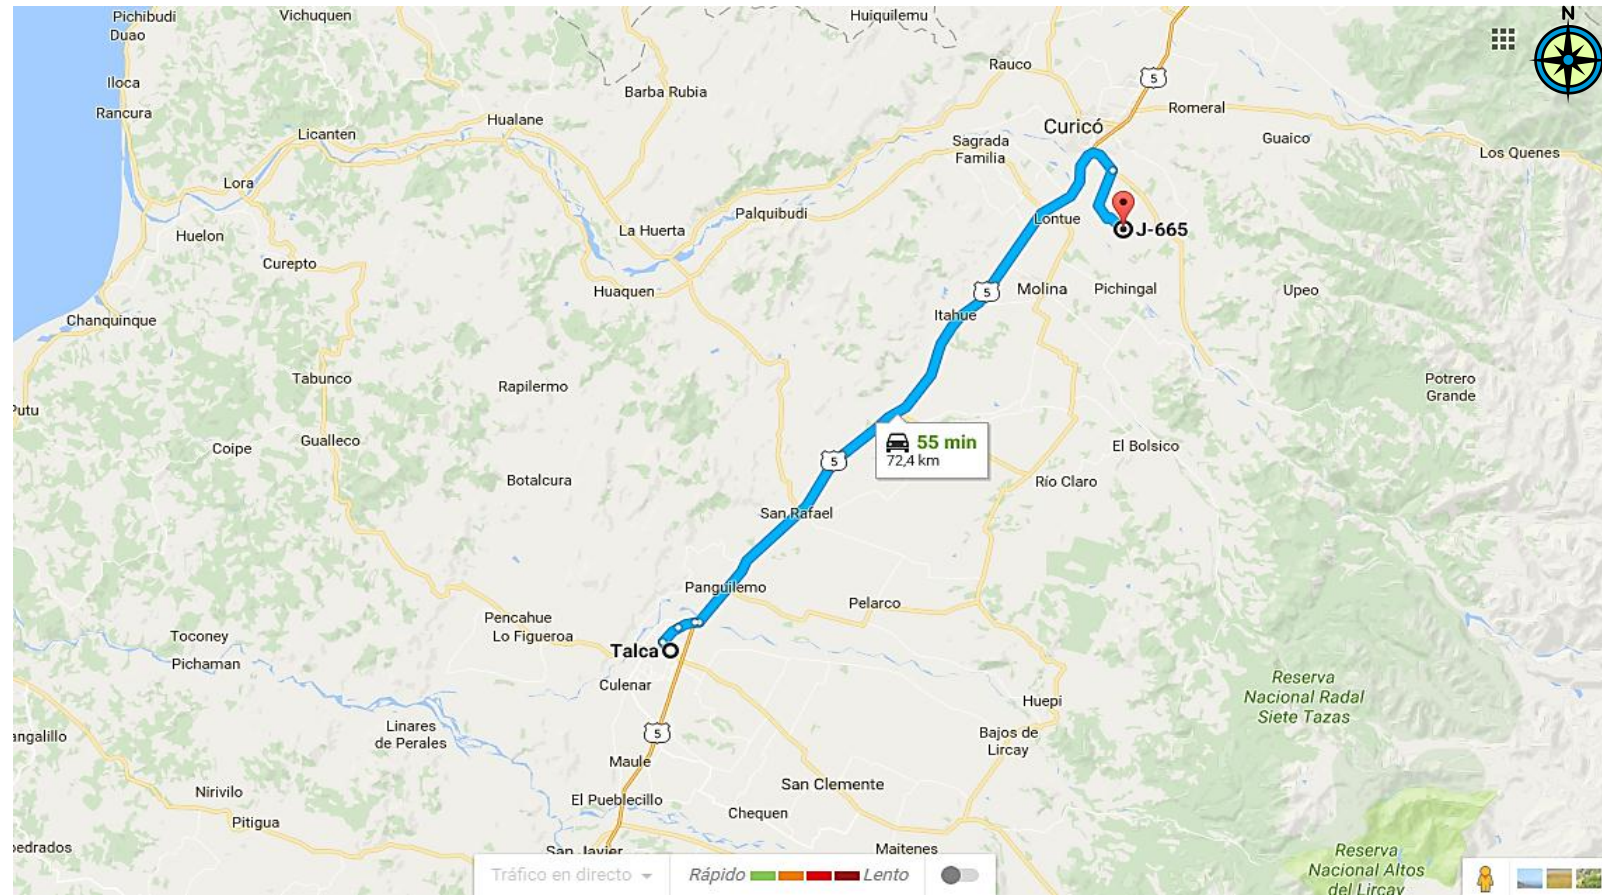 Pichibudi
Vichuquen
Huiquilemu
N
Duao
Rauco
5
Iloca
Barba Rubia
Rancura
Romeral
Hualane
Curicó
Licanten
Guaico
Sagrada
Familia
Los Quenes
Lora
Palquibudi
Lontue
La Huerta
J-665
Huelon
Curepto
Huaquen
5
Molina
Pichingal
Upeo
Itahue
Chanquinque
Tabunco
Rapilermo
Potrero
Grande
Putu
Gualleco
55 min
72,4 km
Coipe
El Bolsico
5
Botalcura
Río Claro
San Rafael
Panguilemo
Pelarco
Pencahue
Lo Figueroa
Toconey
Pichaman
Talca
Culenar
Reserva
Nacional Radal
Siete Tazas
Huepi
Linares
de Perales
angalillo
5
Bajos de
Lircay
Maule
San Clemente
Nirivilo
El Pueblecillo
Chequen
Pitigua
pedrados
San Javier
Maitenes
Reserva
Nacional Altos
del Lircay
Tráfico en directo
Rápido
Lento